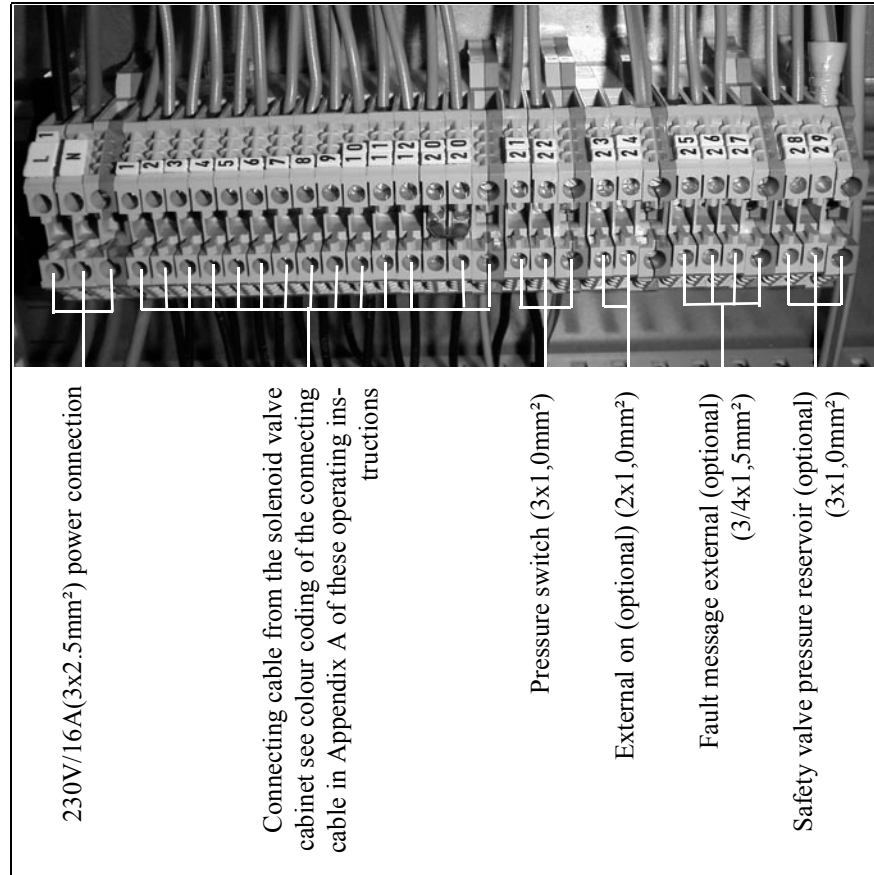 L 1
N
1
2
3
4
5
6
7
8
9
10
11
12
20
20
21
22
23
24
25
26
27
28
29
230V/16A(3x2.5mm²) power connection
Connecting cable from the solenoid valve
cabinet see colour coding of the connecting
cable in Appendix A of these operating ins-
tructions
Pressure switch (3x1,0mm²)
External on (optional) (2x1,0mm²)
Fault message external (optional)
(3/4x1,5mm²)
Safety valve pressure reservoir (optional)
(3x1,0mm²)